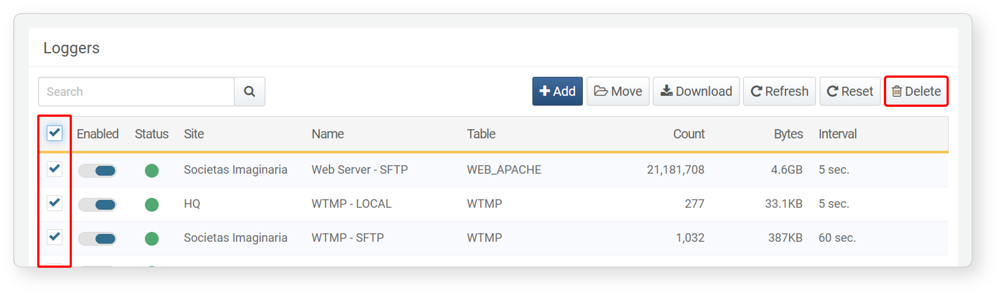 Loggers
Search Add Move Download Refresh Reset Delete
Enabled Status Site Name Table Count Bytes Interval
Societas Imaginaria Web Server - SFTP WEB_APACHE 21,181,708 4.6GB 5 sec.
HQ WTMP - LOCAL WTMP 277 33.1KB 5 sec.
Societas Imaginaria WTMP - SFTP WTMP 1,032 387KB 60 sec.